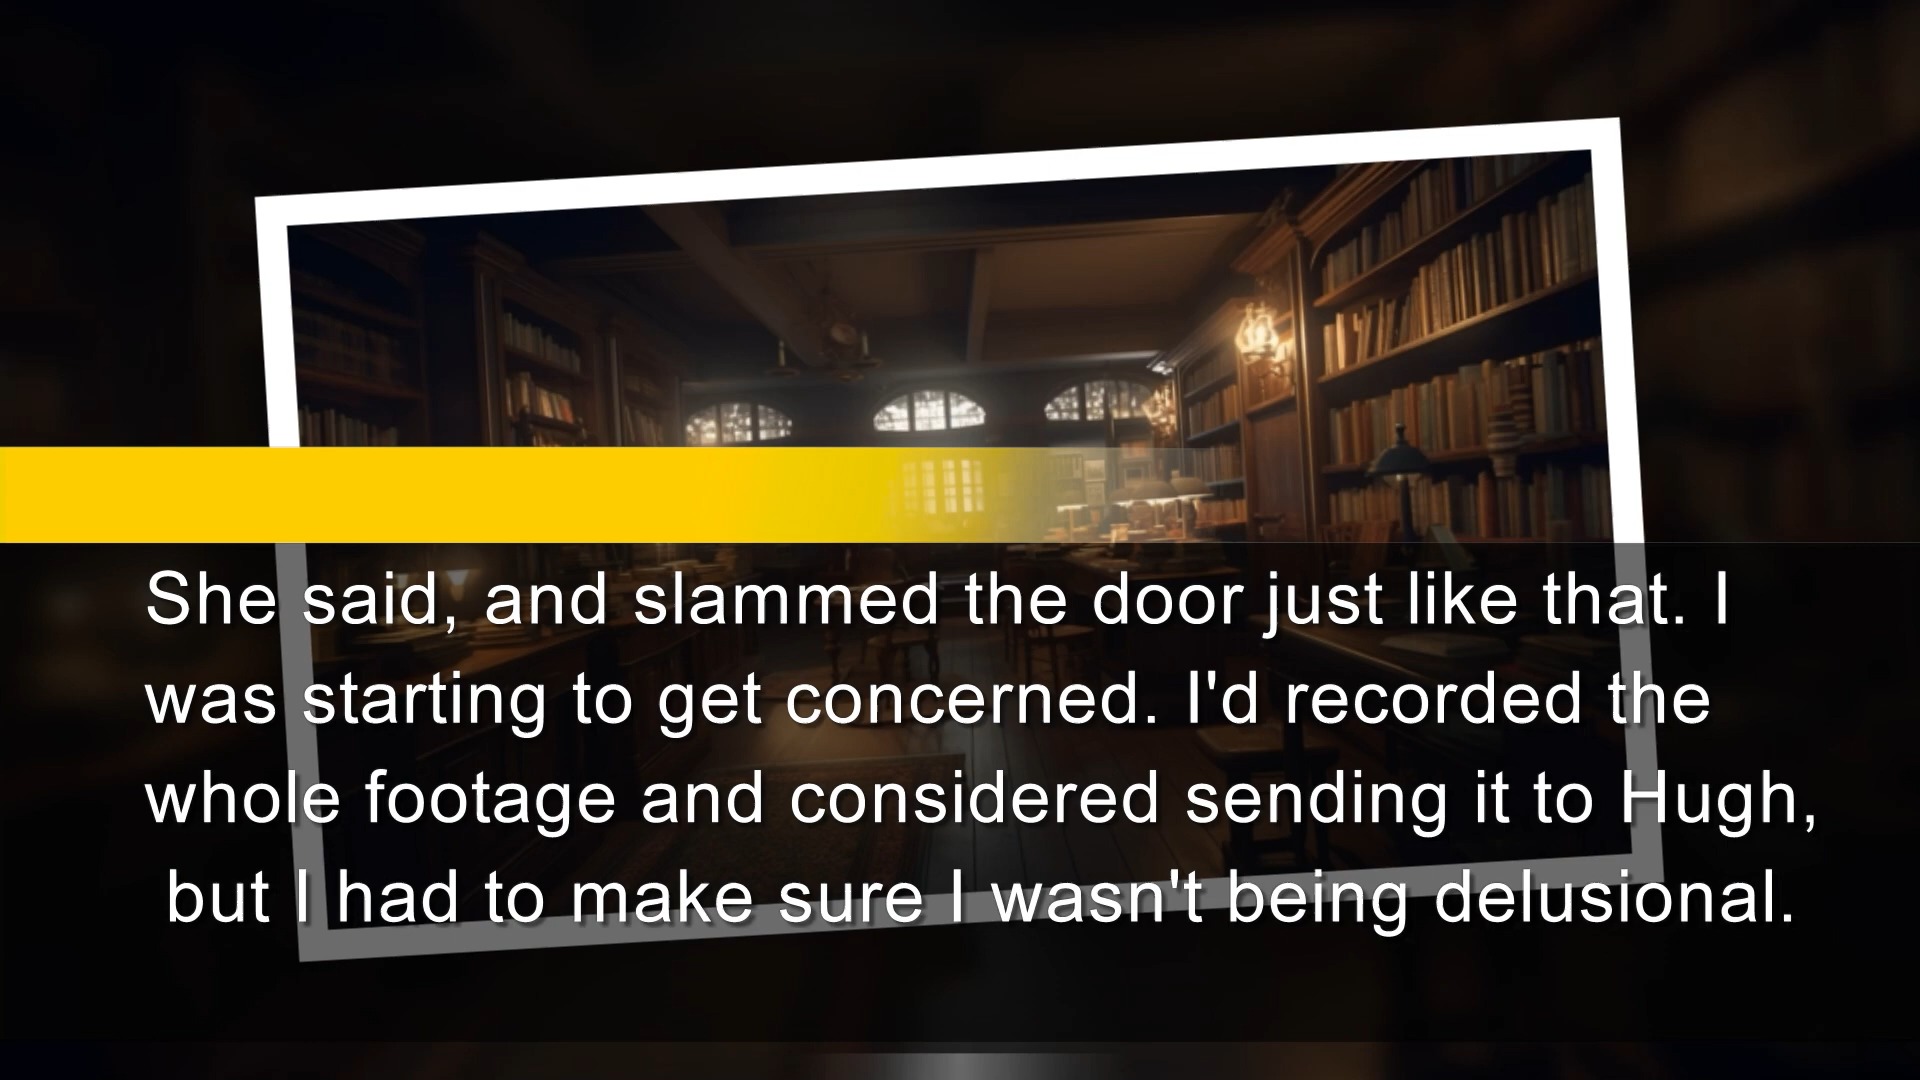 She said, and slammed the door just like that. I
was starting to get concerned. I'd recorded the
whole footage and considered sending it to Hugh,
but I had to make sure I wasn't being delusional.